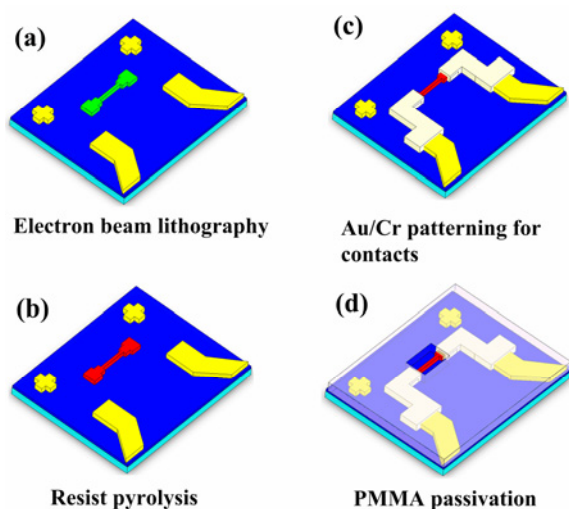 (a)
Electron beam lithography
(b)
Resist pyrolysis
(c)
Au/Cr patterning for
contacts
(d)
PMMA passivation